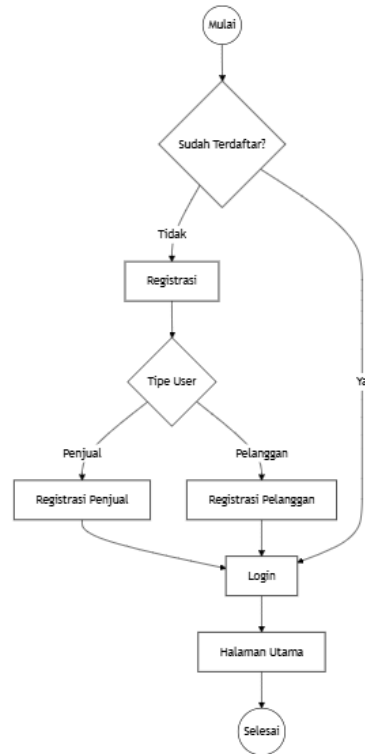 Mulai
Sudah Terdaftar?
Tidak
Registrasi
Tipe User
Ya
Penjual
Pelanggan
Registrasi Penjual
Registrasi Pelanggan
Login
Halaman Utama
Selesai